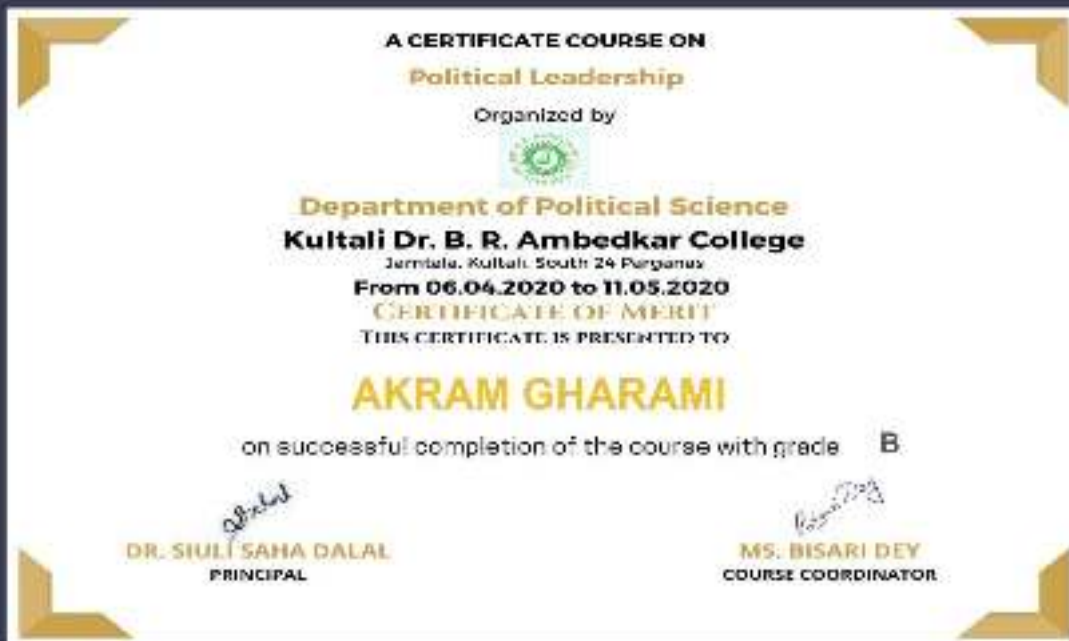 A CERTIFICATE COURSE ON
Political Leadership
Organized by
Department of Political Science
Kultali Dr. B. R. Ambedkar College
Jamtala, Kultali, South 24 Parganas
From 06.04.2020 to 11.05.2020
CERTIFICATE OF MERIT
THIS CERTIFICATE IS PRESENTED TO
AKRAM GHARAMI
on successful completion of the course with grade B
DR. SIULI SAHA DALAL
PRINCIPAL
MS. BISARI DEY
COURSE COORDINATOR